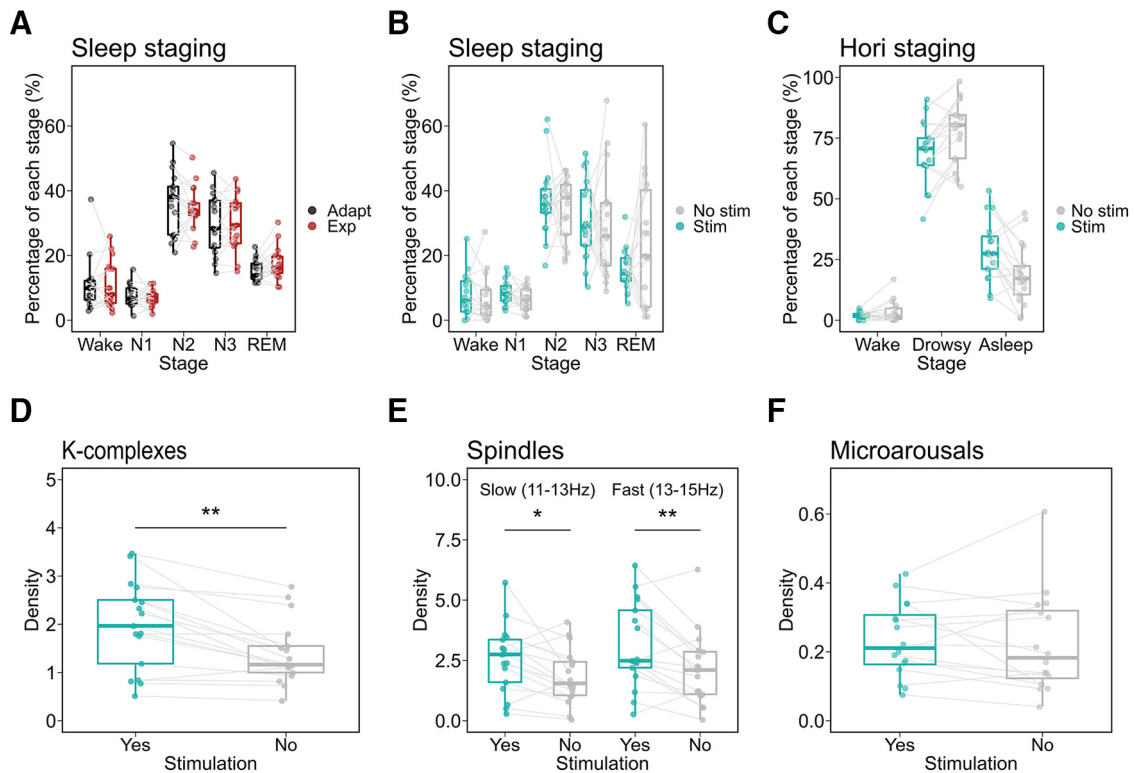 A
Sleep staging
Percentage of each stage (%)
60
40
20
0
Wake N1 N2 N3 REM
Stage
Adapt
Exp
B
Sleep staging
Percentage of each stage (%)
60
40
20
0
Wake N1 N2 N3 REM
Stage
No stim
Stim
C
Hori staging
Percentage of each stage (%)
100
75
50
25
0
Wake Drowsy Asleep
Stage
No stim
Stim
D
K-complexes
Density
5
4
3
2
1
0
**
Yes No
Stimulation
E
Spindles
Density
10.0
7.5
5.0
2.5
0.0
Slow (11-13Hz) Fast (13-15Hz)
* **
Yes No Yes No
Stimulation
F
Microarousals
Density
0.6
0.4
0.2
0.0
Yes No
Stimulation